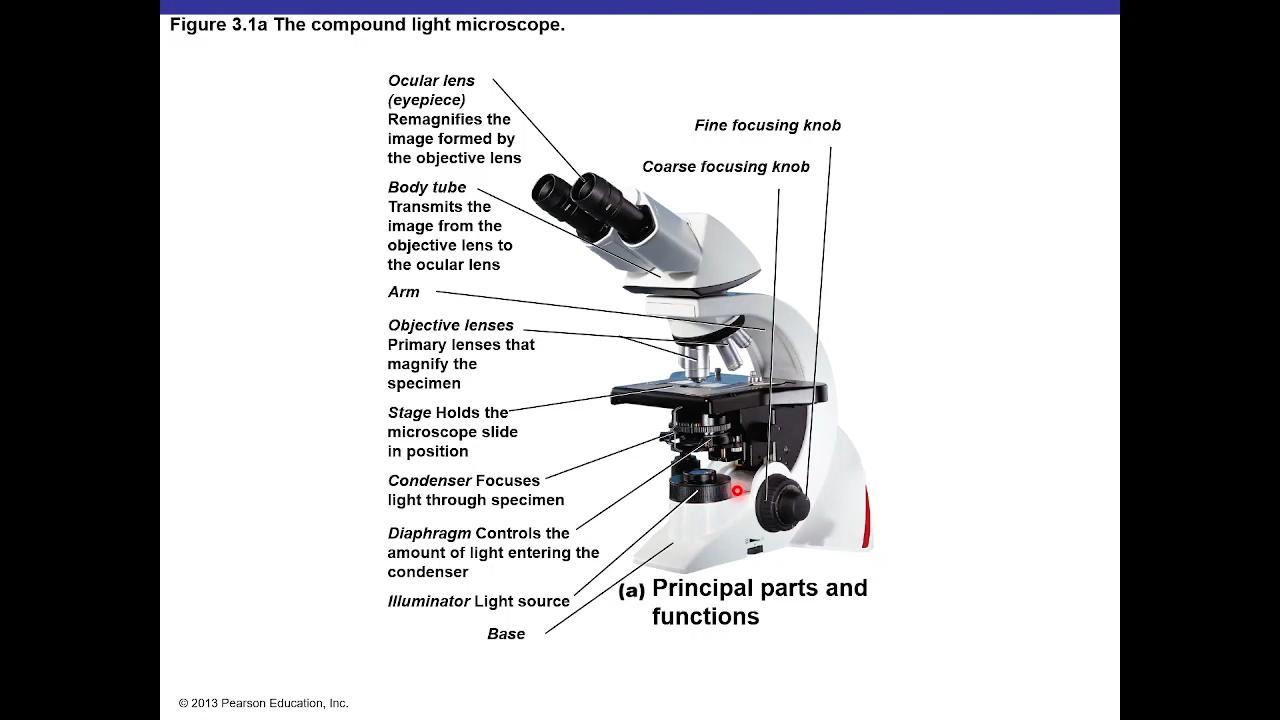 Figure 3.1a The compound light microscope.
Ocular lens
(eyepiece)
Remagnifies the
image formed by
the objective lens
Body tube
Transmits the
image from the
objective lens to
the ocular lens
Arm
Objective lenses
Primary lenses that
magnify the
specimen
Stage Holds the
microscope slide
in position
Condenser Focuses
light through specimen
Diaphragm Controls the
amount of light entering the
condenser
Illuminator Light source
Base
Fine focusing knob
Coarse focusing knob
(a) Principal parts and
functions
© 2013 Pearson Education, Inc.